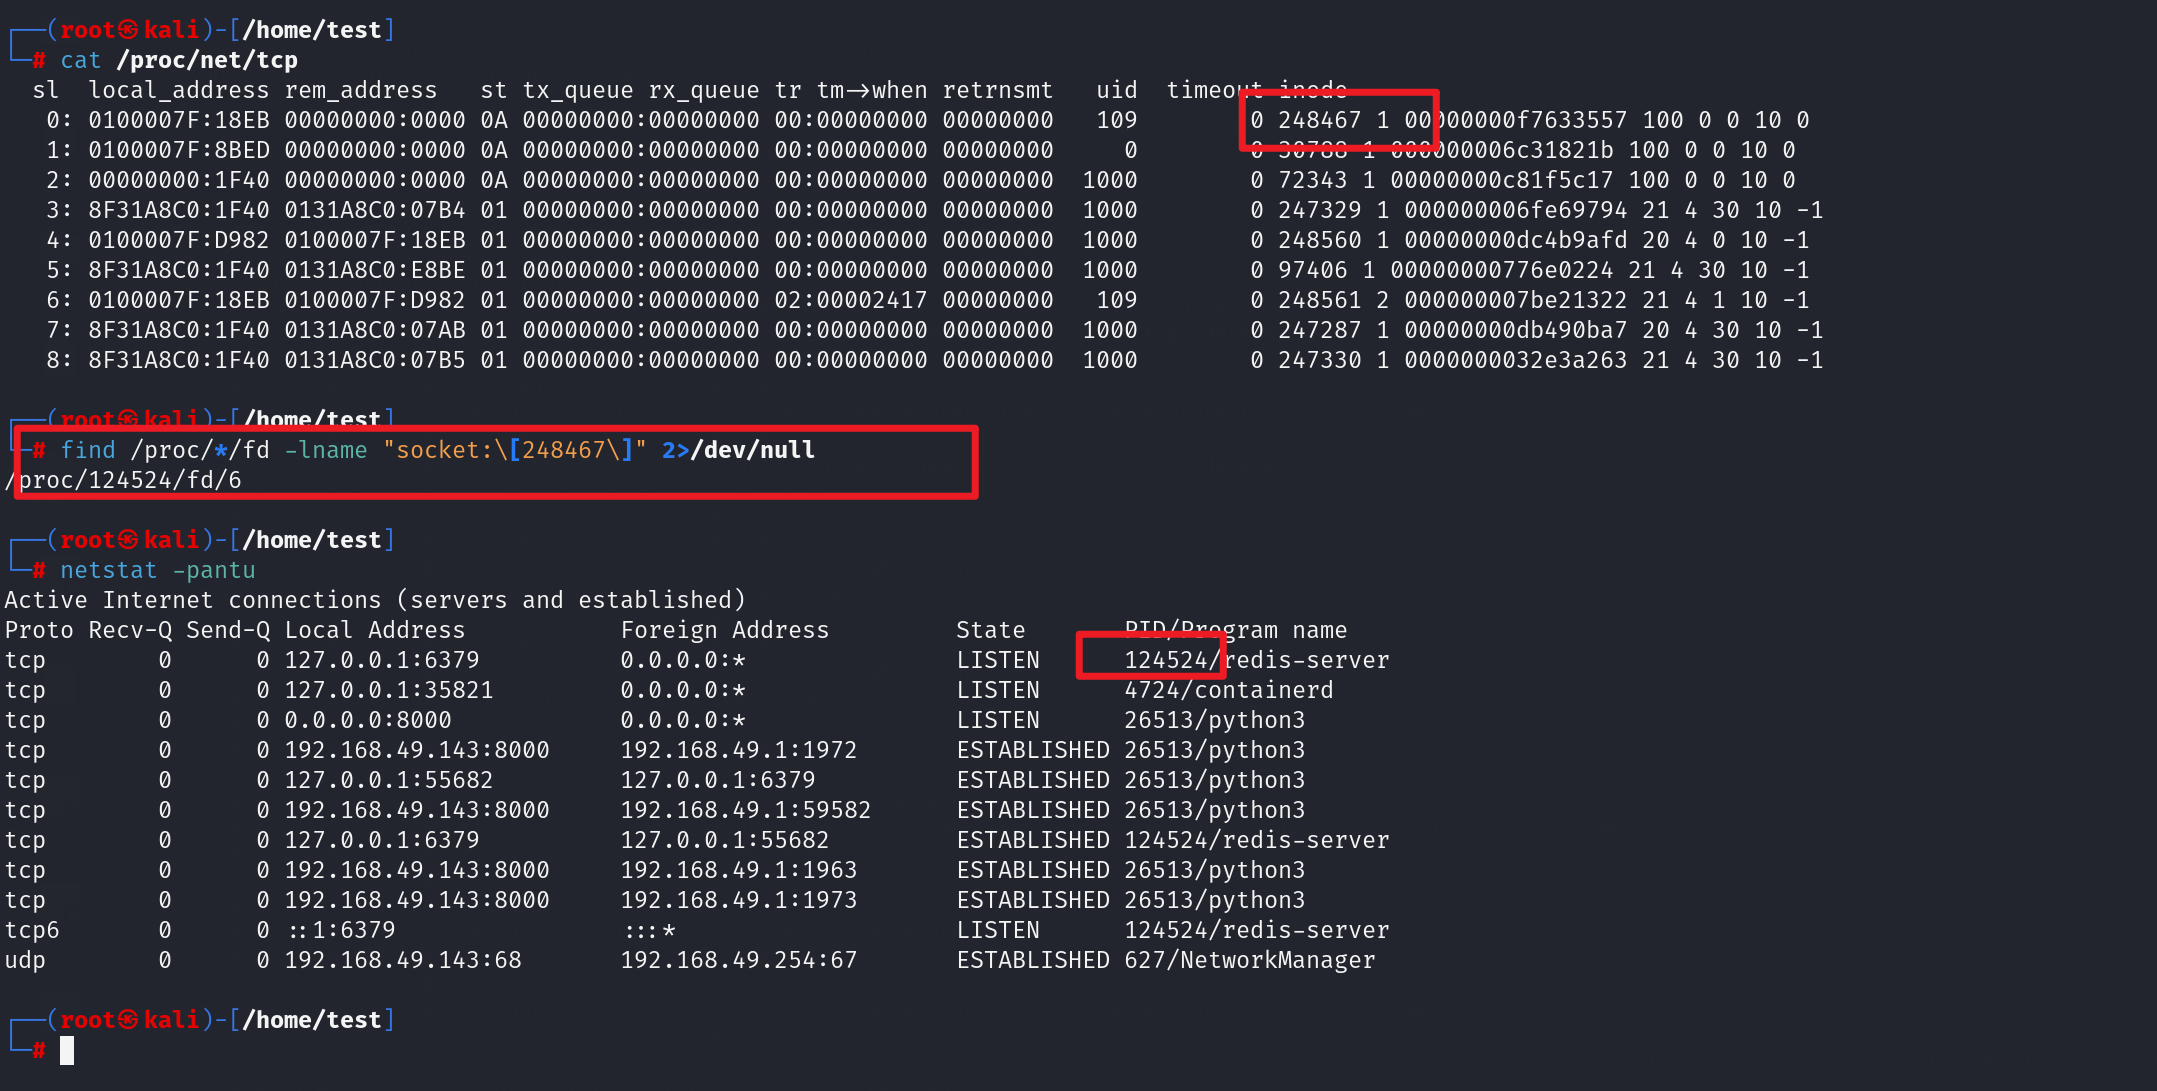 ┌──(root㉿kali)-[/home/test]
└─# cat /proc/net/tcp
  sl  local_address rem_address   st tx_queue rx_queue tr tm->when retrnsmt   uid  timeout inode
   0: 0100007F:18EB 00000000:0000 0A 00000000:00000000 00:00000000 00000000   109        0 248467 1 00000000f7633557 100 0 0 10 0
   1: 0100007F:8BED 00000000:0000 0A 00000000:00000000 00:00000000 00000000     0        0 30788 1 000000006c31821b 100 0 0 10 0
   2: 00000000:1F40 00000000:0000 0A 00000000:00000000 00:00000000 00000000  1000        0 72343 1 00000000c81f5c17 100 0 0 10 0
   3: 8F31A8C0:1F40 0131A8C0:07B4 01 00000000:00000000 00:00000000 00000000  1000        0 247329 1 000000006fe69794 21 4 30 10 -1
   4: 0100007F:D982 0100007F:18EB 01 00000000:00000000 00:00000000 00000000  1000        0 248560 1 00000000dc4b9afd 20 4 0 10 -1
   5: 8F31A8C0:1F40 0131A8C0:E8BE 01 00000000:00000000 00:00000000 00000000  1000        0 97406 1 00000000776e0224 21 4 30 10 -1
   6: 0100007F:18EB 0100007F:D982 01 00000000:00000000 02:00002417 00000000   109        0 248561 2 000000007be21322 21 4 1 10 -1
   7: 8F31A8C0:1F40 0131A8C0:07AB 01 00000000:00000000 00:00000000 00000000  1000        0 247287 1 00000000db490ba7 20 4 30 10 -1
   8: 8F31A8C0:1F40 0131A8C0:07B5 01 00000000:00000000 00:00000000 00000000  1000        0 247330 1 0000000032e3a263 21 4 30 10 -1
┌──(root㉿kali)-[/home/test]
└─# find /proc/*/fd -lname "socket:\[248467\]" 2>/dev/null
/proc/124524/fd/6
┌──(root㉿kali)-[/home/test]
└─# netstat -pantu
Active Internet connections (servers and established)
Proto Recv-Q Send-Q Local Address           Foreign Address         State       PID/Program name
tcp        0      0 127.0.0.1:6379          0.0.0.0:*               LISTEN      124524/redis-server
tcp        0      0 127.0.0.1:35821         0.0.0.0:*               LISTEN      4724/containerd
tcp        0      0 0.0.0.0:8000            0.0.0.0:*               LISTEN      26513/python3
tcp        0      0 192.168.49.143:8000     192.168.49.1:1972       ESTABLISHED 26513/python3
tcp        0      0 127.0.0.1:55682         127.0.0.1:6379          ESTABLISHED 26513/python3
tcp        0      0 192.168.49.143:8000     192.168.49.1:59582      ESTABLISHED 26513/python3
tcp        0      0 127.0.0.1:6379          127.0.0.1:55682         ESTABLISHED 124524/redis-server
tcp        0      0 192.168.49.143:8000     192.168.49.1:1963       ESTABLISHED 26513/python3
tcp        0      0 192.168.49.143:8000     192.168.49.1:1973       ESTABLISHED 26513/python3
tcp6       0      0 ::1:6379                :::*                    LISTEN      124524/redis-server
udp        0      0 192.168.49.143:68       192.168.49.254:67       ESTABLISHED 627/NetworkManager
┌──(root㉿kali)-[/home/test]
└─#